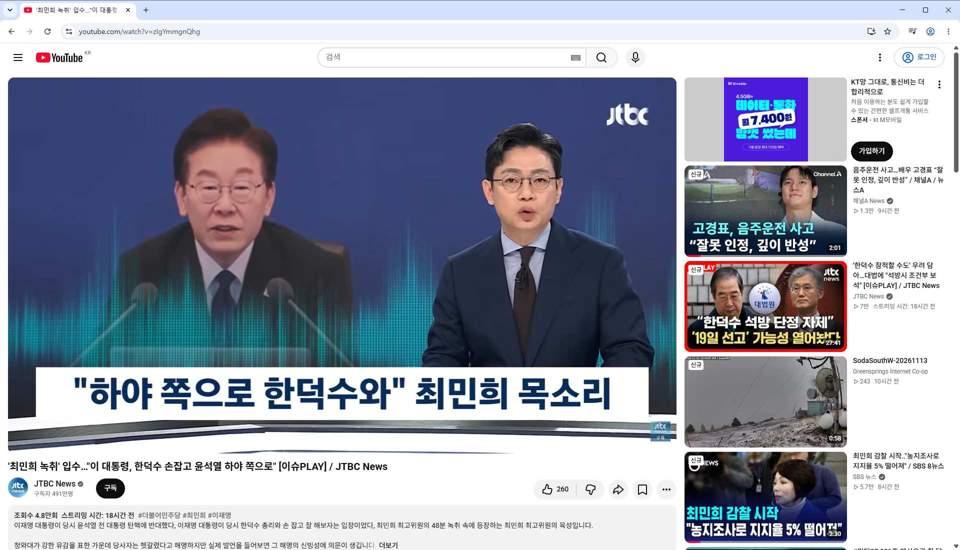 '최민희 녹취' 입수..."이 대통령
youtube.com/watch?v=zlgYmmgnQhg
YouTube KR
검색
로그인
jtbc
"하야 쪽으로 한덕수와" 최민희 목소리
jtbc
'최민희 녹취' 입수..."이 대통령, 한덕수 손잡고 윤석열 하야 쪽으로" [이슈PLAY] / JTBC News
JTBC News
구독자 491만명
구독
260
조회수 4.8만회 스트리밍 시간: 18시간 전 #더불어민주당 #최민희 #이재명
이재명 대통령이 당시 윤석열 전 대통령 탄핵에 반대했다, 이재명 대통령이 당시 한덕수 총리와 손 잡고 잘 해보자는 입장이었다, 최민희 최고위원의 48분 녹취 속에 등장하는 최민희 최고위원의 육성입니다.
청와대가 강한 유감을 표한 가운데 당사자는 헷갈렸다고 해명하지만 실제 발언을 들어보면 그 해명의 신빙성에 의문이 생깁니다. 더보기
데이터·통화
월 7,400원
맘껏 썼는데
KT망 그대로, 통신비는 더
합리적으로
처음 이용하는 분도 쉽게 가입할
수 있는 간편한 셀프개통 서비스
스폰서 · kt M모바일
가입하기
신규
Channel A
고경표, 음주운전 사고
"잘못 인정, 깊이 반성"
2:01
음주운전 사고…배우 고경표 "잘
못 인정, 깊이 반성" / 채널A / 뉴
스A
채널A News
1.3만 9시간 전
신규
PLAY
jtbc news
대법원
"한덕수 석방 단정 자제"
'19일 선고' 가능성 열어놨다
27:41
'한덕수 잠적할 수도' 우려 담
아…대법에 "석방시 조건부 보
석" [이슈PLAY] / JTBC News
JTBC News
7만 스트리밍 시간: 18시간 전
신규
0:58
SodaSouthW-20261113
Greensprings Internet Co-op
243 10시간 전
신규
NEWS
최민희 감찰 시작
"농지조사로 지지율 5% 떨어져"
2:30
최민희 감찰 시작.."농지조사로
지지율 5% 떨어져" / SBS 8뉴스
SBS 뉴스
5.7만 8시간 전